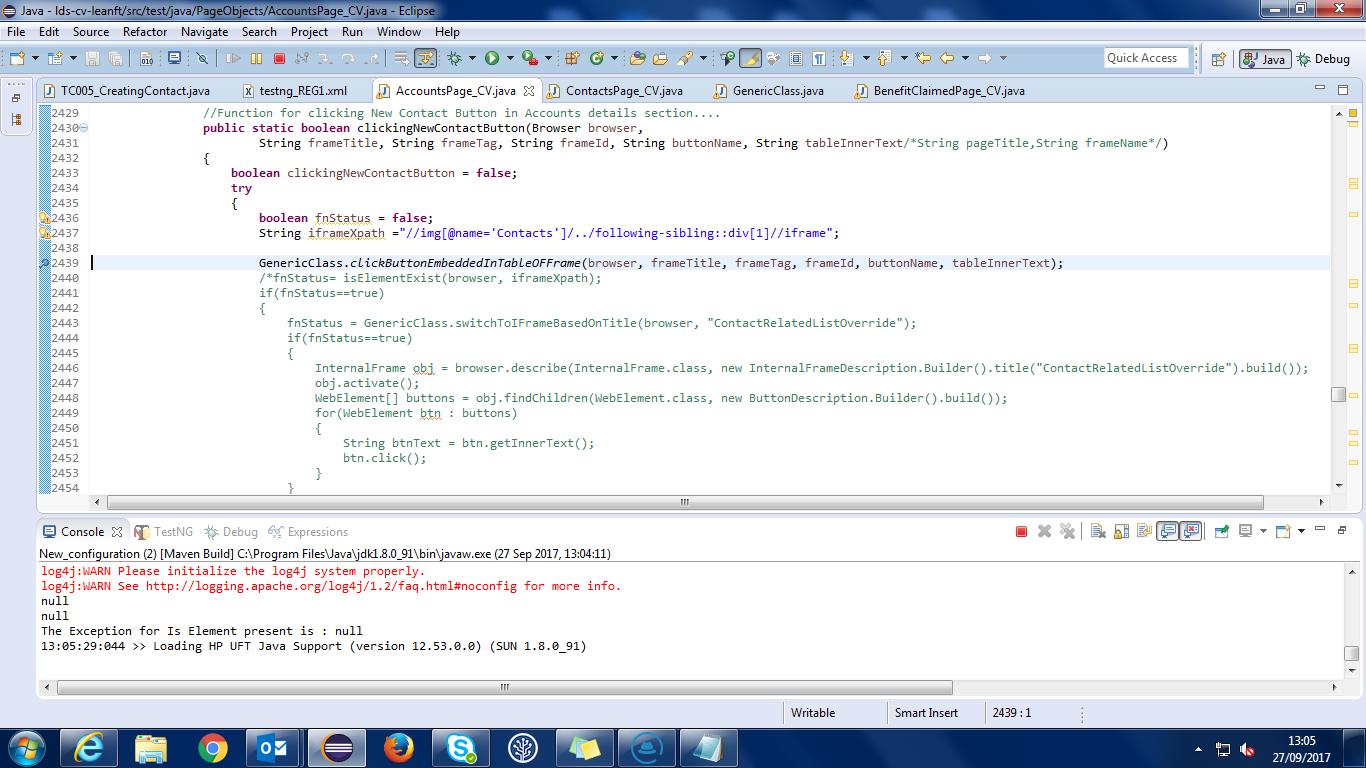 Java - lds-cv-leanft/src/test/java/PageObjects/AccountsPage_CV.java - Eclipse
File Edit Source Refactor Navigate Search Project Run Window Help
Quick Access Java Debug
TC005_CreatingContact.java testng_REG1.xml AccountsPage_CV.java ContactsPage_CV.java GenericClass.java BenefitClaimedPage_CV.java
2429 //Function for clicking New Contact Button in Accounts details section....
2430 public static boolean clickingNewContactButton(Browser browser,
2431 String frameTitle, String frameTag, String frameId, String buttonName, String tableInnerText/*String pageTitle,String frameName*/)
2432 {
2433 boolean clickingNewContactButton = false;
2434 try
2435 {
2436 boolean fnStatus = false;
2437 String iframeXpath ="//img[@name='Contacts']/../following-sibling::div[1]//iframe";
2438
2439 GenericClass.clickButtonEmbeddedInTableOFFrame(browser, frameTitle, frameTag, frameId, buttonName, tableInnerText);
2440 /*fnStatus= isElementExist(browser, iframeXpath);
2441 if(fnStatus==true)
2442 {
2443 fnStatus = GenericClass.switchToIFrameBasedOnTitle(browser, "ContactRelatedListOverride");
2444 if(fnStatus==true)
2445 {
2446 InternalFrame obj = browser.describe(InternalFrame.class, new InternalFrameDescription.Builder().title("ContactRelatedListOverride").build());
2447 obj.activate();
2448 WebElement[] buttons = obj.findChildren(WebElement.class, new ButtonDescription.Builder().build());
2449 for(WebElement btn : buttons)
2450 {
2451 String btnText = btn.getInnerText();
2452 btn.click();
2453 }
2454 }
Console TestNG Debug Expressions
New_configuration (2) [Maven Build] C:\Program Files\Java\jdk1.8.0_91\bin\javaw.exe (27 Sep 2017, 13:04:11)
log4j:WARN Please initialize the log4j system properly.
log4j:WARN See http://logging.apache.org/log4j/1.2/faq.html#noconfig for more info.
null
null
The Exception for Is Element present is : null
13:05:29:044 >> Loading HP UFT Java Support (version 12.53.0.0) (SUN 1.8.0_91)
Writable Smart Insert 2439 : 1
13:05
27/09/2017